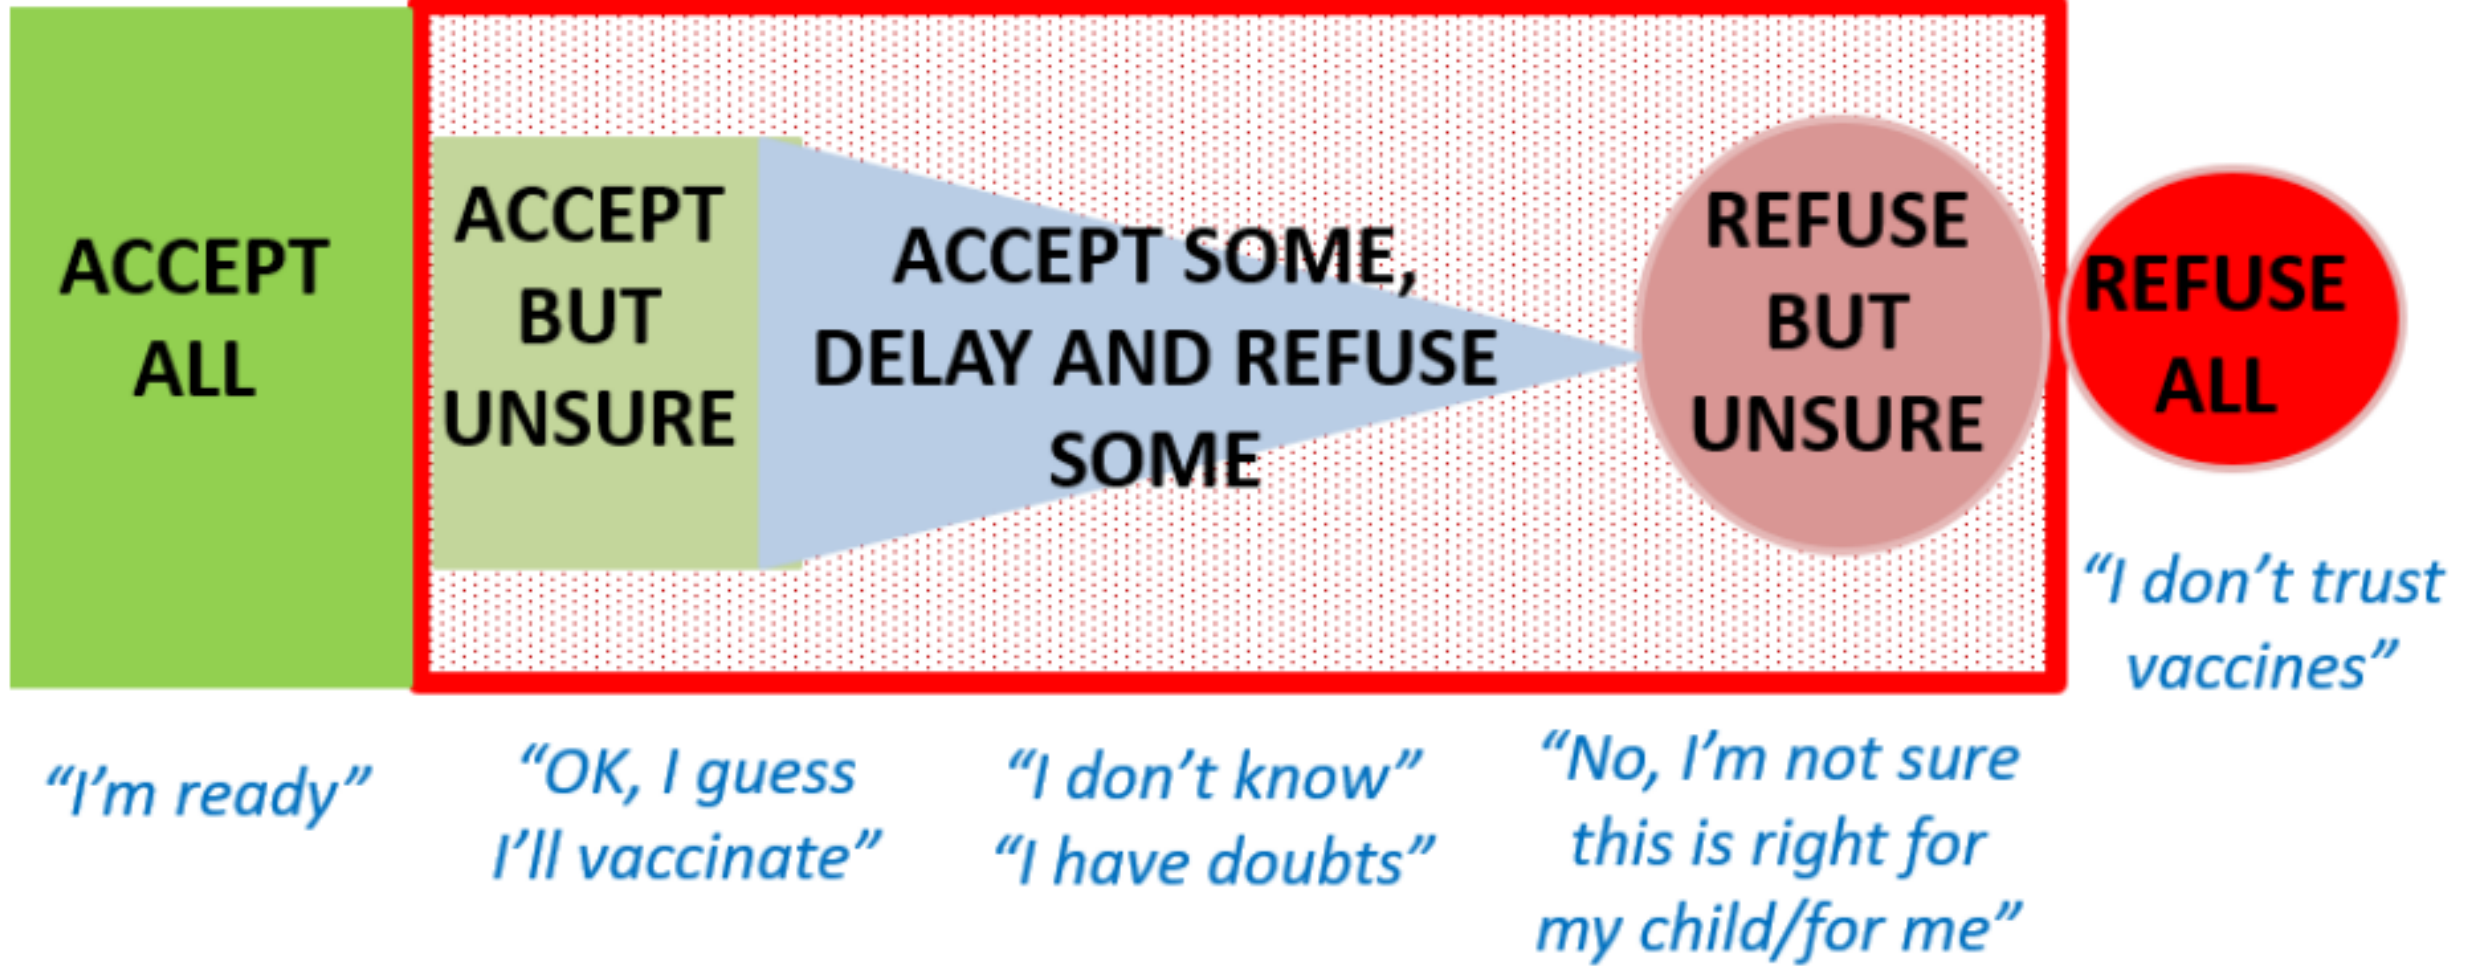 ACCEPT
ALL
ACCEPT
BUT
UNSURE
ACCEPT SOME,
DELAY AND REFUSE
SOME
REFUSE
BUT
UNSURE
REFUSE
ALL
“I’m ready”
“OK, I guess
I’ll vaccinate”
“I don’t know”
“I have doubts”
“No, I’m not sure
this is right for
my child/for me”
“I don’t trust
vaccines”